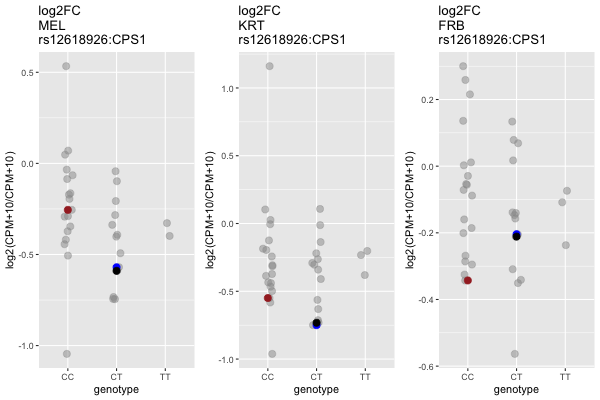 log2FC
MEL
rs12618926:CPS1
log2(CPM+10/CPM+10)
0.5
0.0
-0.5
-1.0
CC CT TT
genotype
log2FC
KRT
rs12618926:CPS1
log2(CPM+10/CPM+10)
1.0
0.5
0.0
-0.5
-1.0
CC CT TT
genotype
log2FC
FRB
rs12618926:CPS1
log2(CPM+10/CPM+10)
0.2
0.0
-0.2
-0.4
-0.6
CC CT TT
genotype